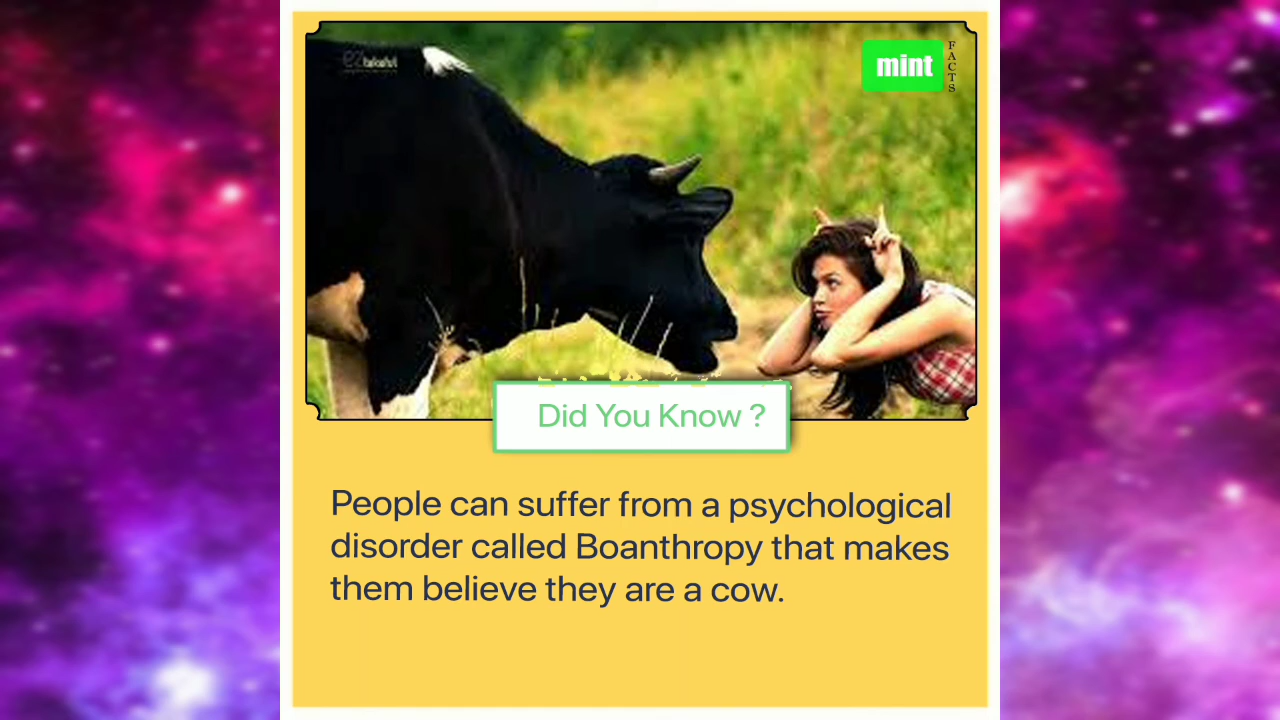 mint
FACTS
Did You Know ?
People can suffer from a psychological
disorder called Boanthropy that makes
them believe they are a cow.